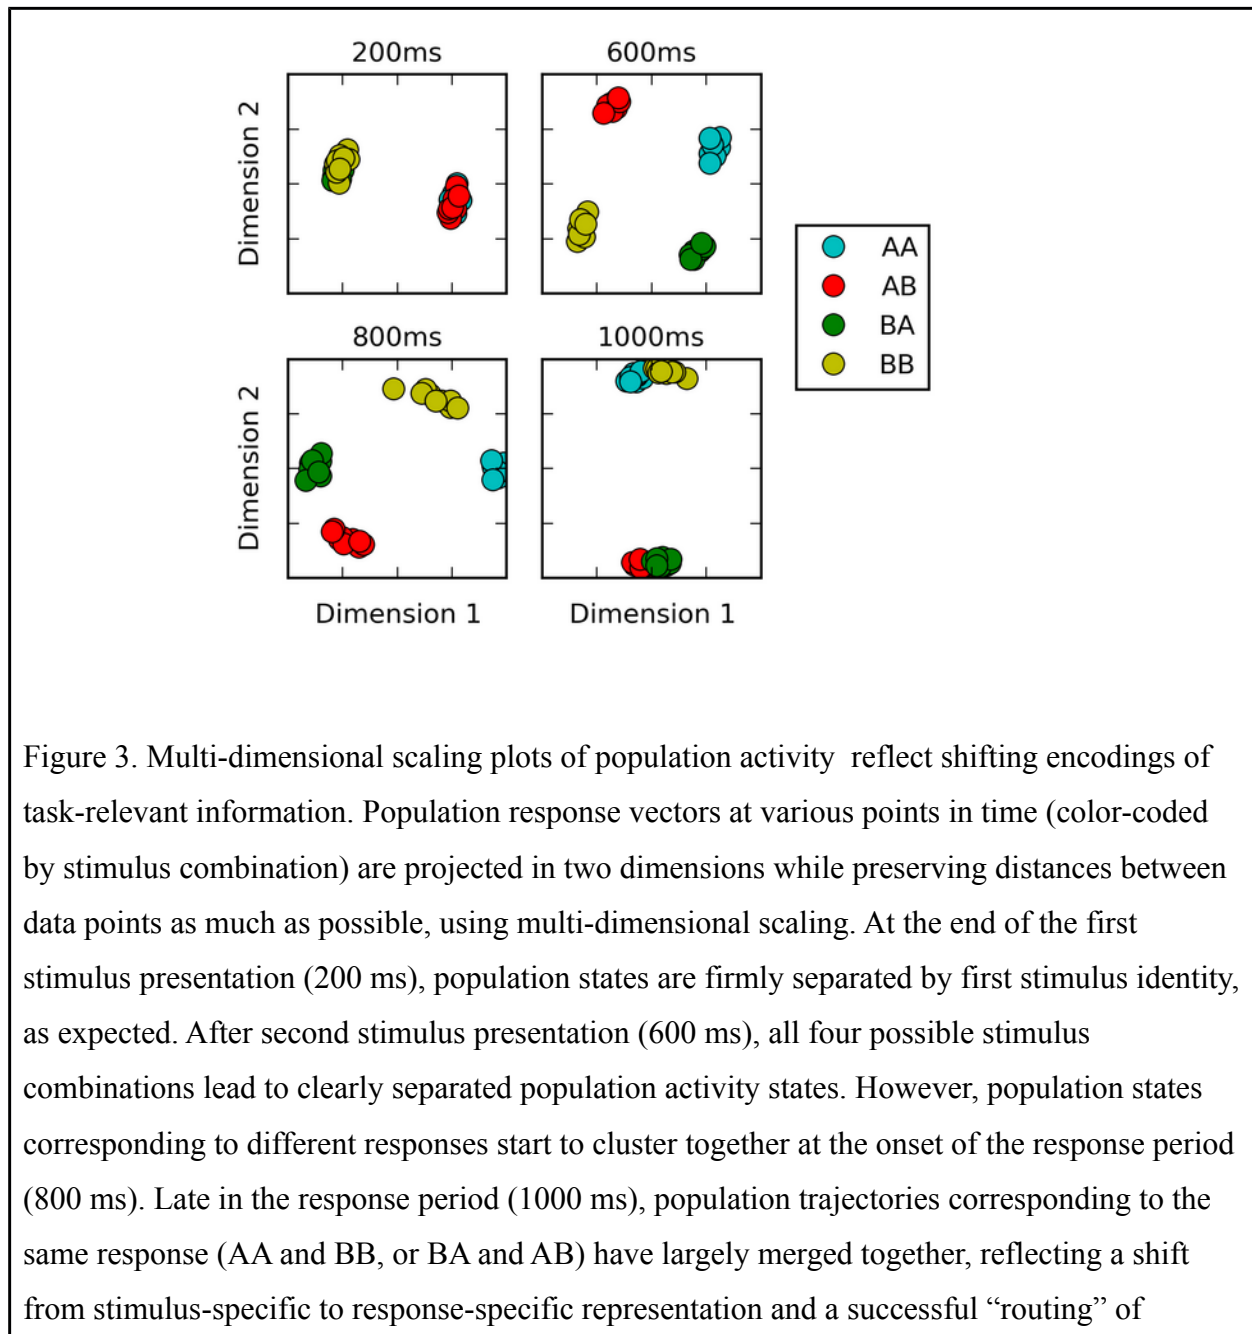 200ms
600ms
Dimension 2
AA
AB
BA
BB
800ms
1000ms
Dimension 2
Dimension 1
Dimension 1
Figure 3. Multi-dimensional scaling plots of population activity  reflect shifting encodings of
task-relevant information. Population response vectors at various points in time (color-coded
by stimulus combination) are projected in two dimensions while preserving distances between
data points as much as possible, using multi-dimensional scaling. At the end of the first
stimulus presentation (200 ms), population states are firmly separated by first stimulus identity,
as expected. After second stimulus presentation (600 ms), all four possible stimulus
combinations lead to clearly separated population activity states. However, population states
corresponding to different responses start to cluster together at the onset of the response period
(800 ms). Late in the response period (1000 ms), population trajectories corresponding to the
same response (AA and BB, or BA and AB) have largely merged together, reflecting a shift
from stimulus-specific to response-specific representation and a successful “routing” of